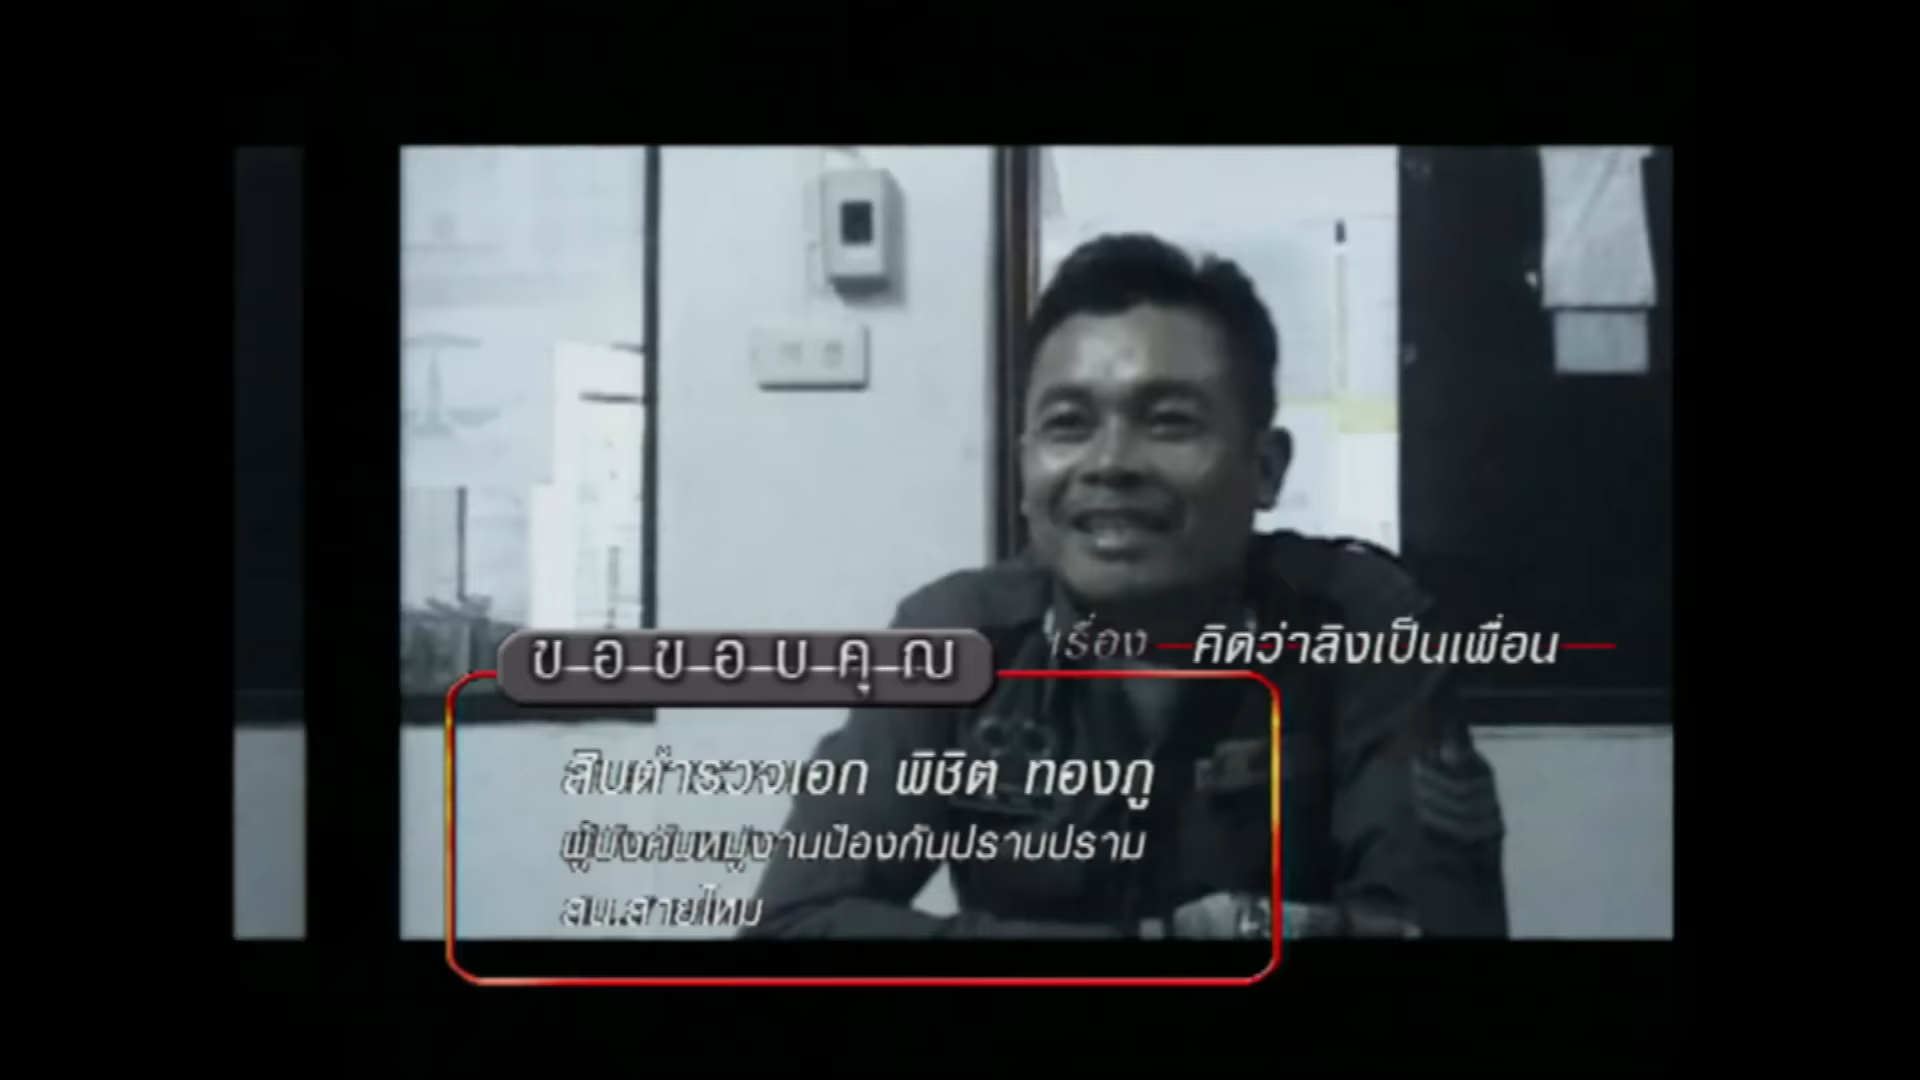 เรื่อง คิดว่าลิงเป็นเพื่อน
ขอขอบคุณ
สิบตำรวจเอก พิชิต ทองภู
ผู้บังคับหมู่งานป้องกันปราบปราม
สน.สายไหม